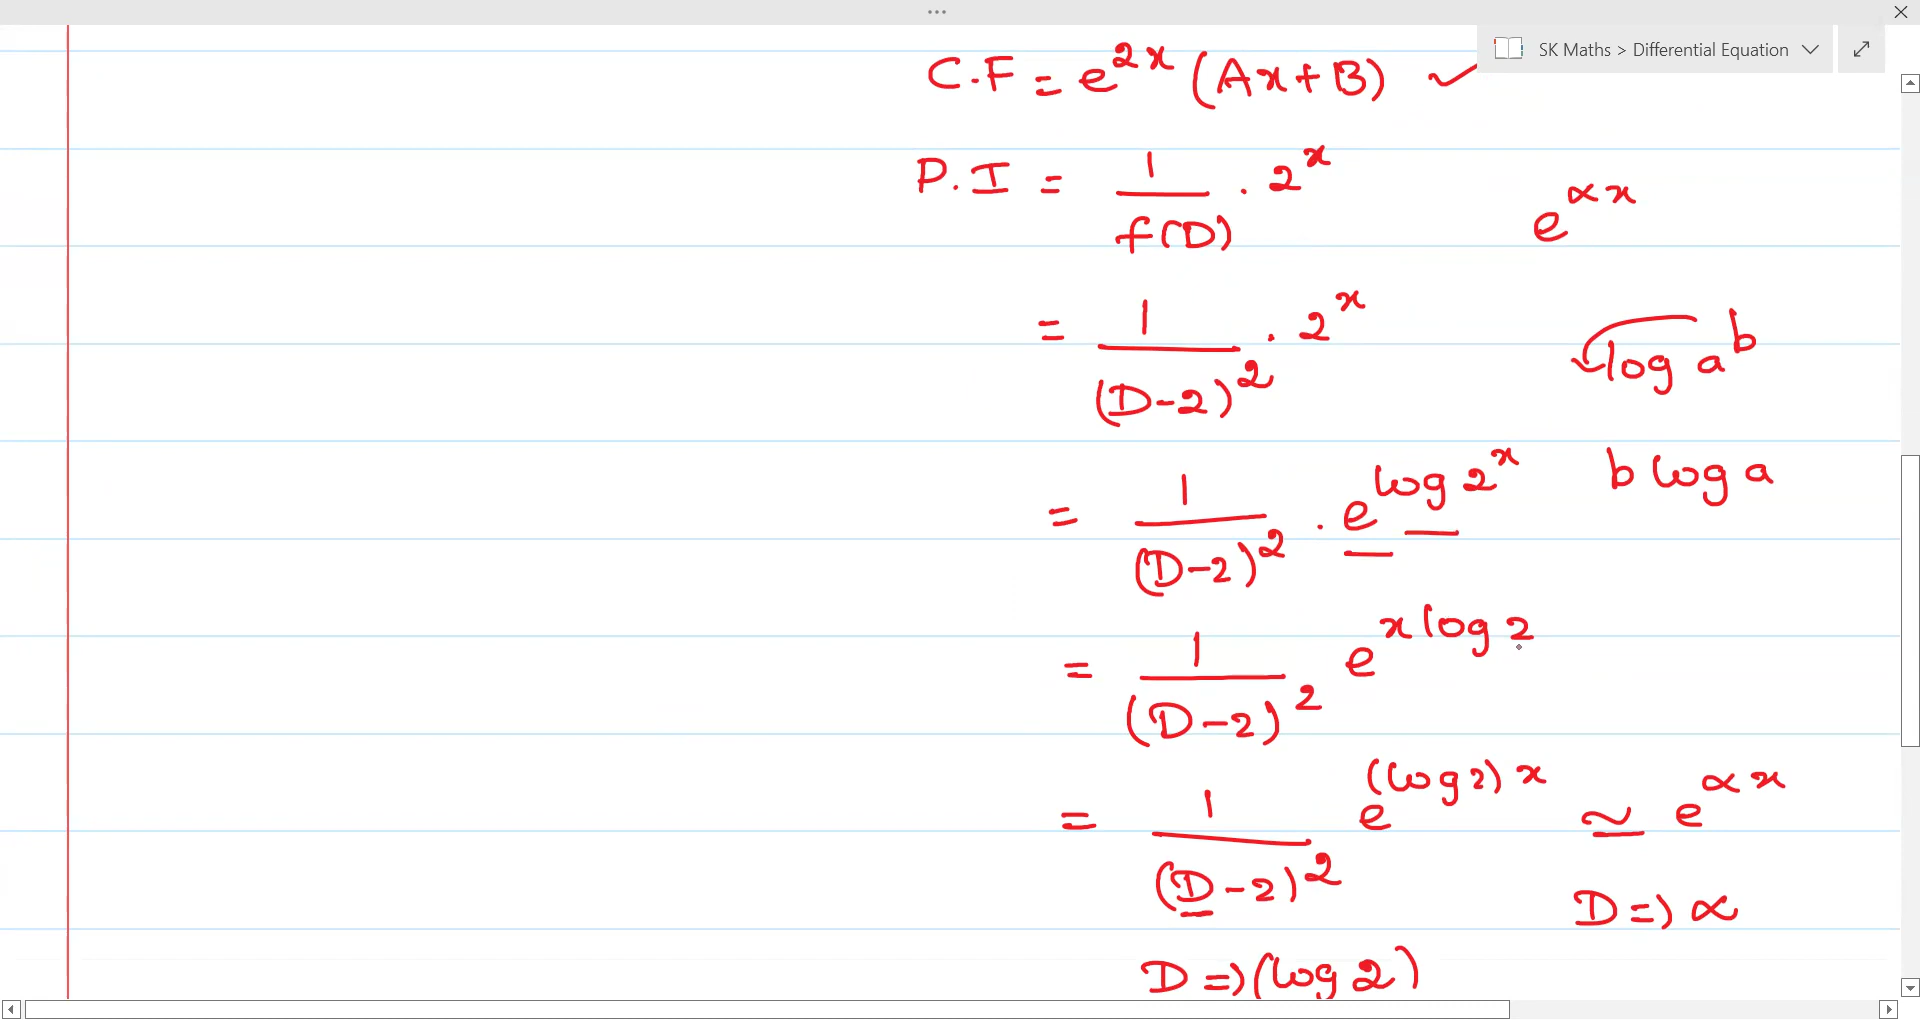 SK Maths > Differential Equation
C.F = e^{2x} (Ax+B) ✓
P.I = 1/f(D) · 2^x
e^{αx}
= 1/(D-2)^2 · 2^x
log a^b
= 1/(D-2)^2 · e^{log 2^x}
b log a
= 1/(D-2)^2 e^{x log 2}
= 1/(D-2)^2 e^{(log 2) x} ≃ e^{αx}
D => α
D => (log 2)